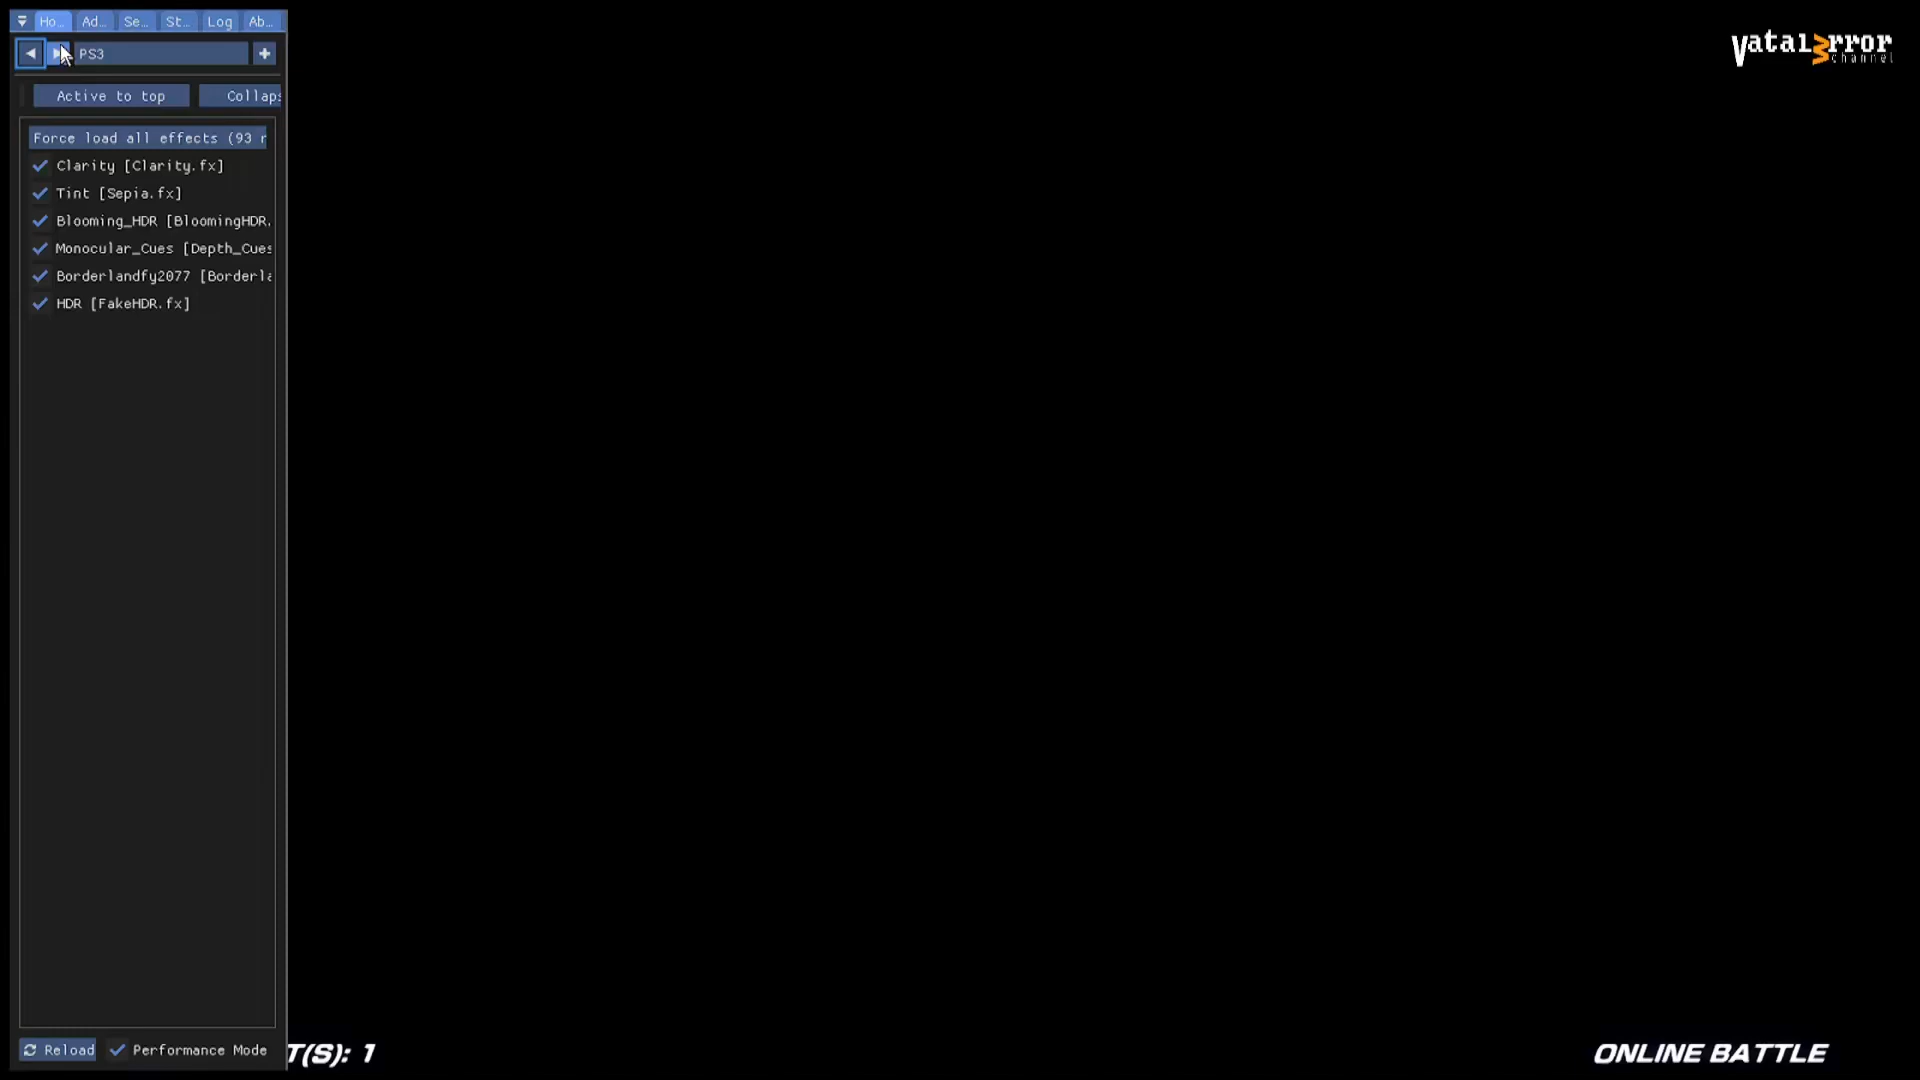 Ho… Ad… Se… St… Log Ab…
PS3
Active to top Collaps
Force load all effects (93 r
Clarity [Clarity.fx]
Tint [Sepia.fx]
Blooming_HDR [BloomingHDR.
Monocular_Cues [Depth_Cues
Borderlandfy2077 [Borderla
HDR [FakeHDR.fx]
Reload Performance Mode
T(S): 1
ONLINE BATTLE
Vatal3rror
channel